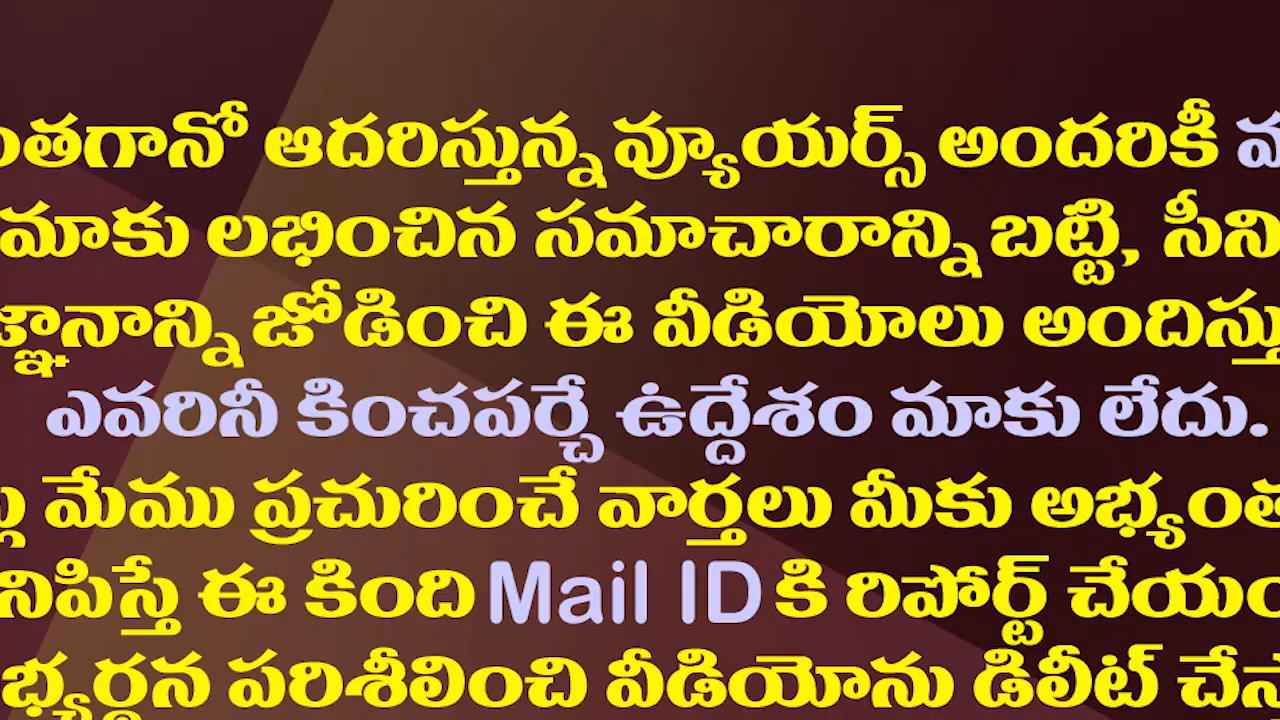 ంతగానో ఆదరిస్తున్న వ్యూయర్స్ అందరికీ
మాకు లభించిన సమాచారాన్ని బట్టి, సీని
జ్ఞానాన్ని జోడించి ఈ వీడియోలు అందిస్తు
ఎవరినీ కించపర్చే ఉద్దేశం మాకు లేదు.
మేము ప్రచురించే వార్తలు మీకు అభ్యంత
నిపిస్తే ఈ కింది Mail ID కి రిపోర్ట్ చేయం
భ్యర్థన పరిశీలించి వీడియోను డిలీట్ చేస